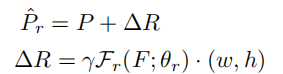 P̂_r = P + ΔR
ΔR = γℱ_r(F; θ_r) · (w, h)